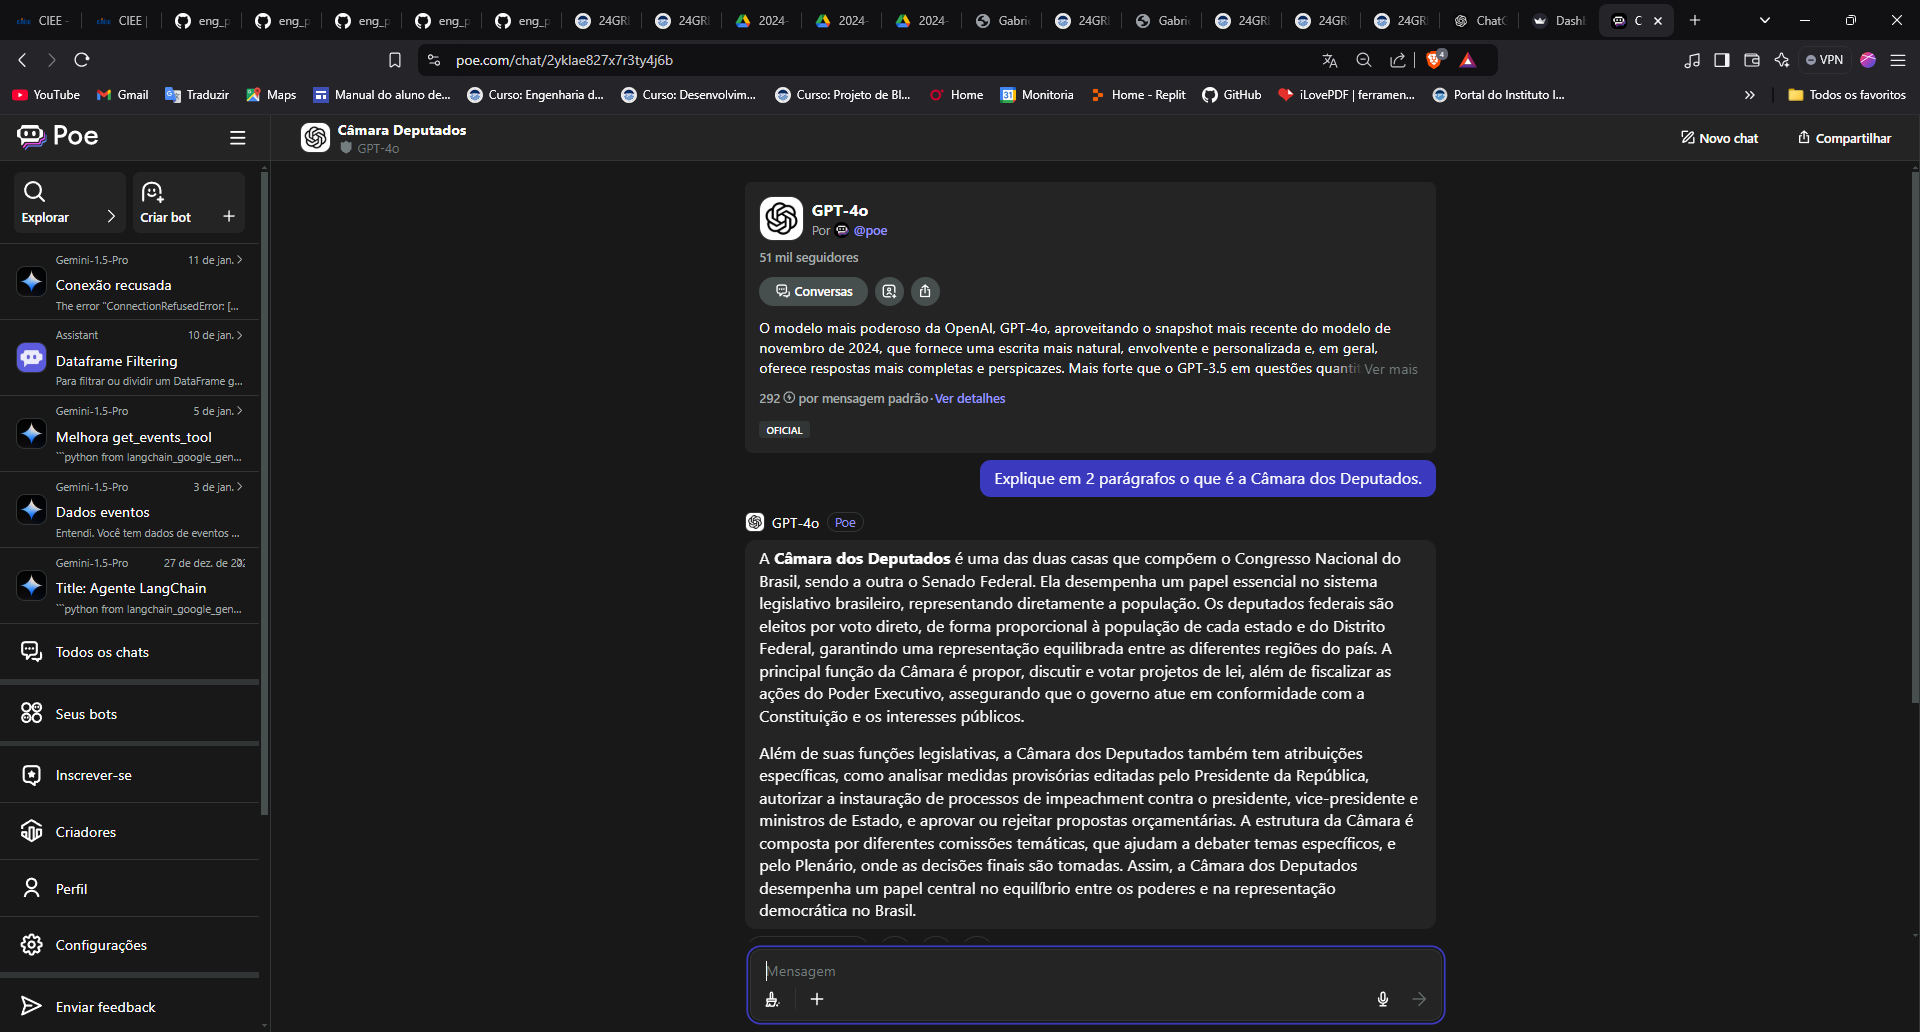 CIEE -
CIEE |
eng_p
eng_p
eng_p
eng_p
eng_p
24GRI
24GRI
2024-
2024-
2024-
Gabri
24GRI
Gabri
24GRI
24GRI
24GRI
ChatG
Dashl
C
poe.com/chat/2yklae827x7r3ty4j6b
4
VPN
YouTube
Gmail
Traduzir
Maps
Manual do aluno de...
Curso: Engenharia d...
Curso: Desenvolvim...
Curso: Projeto de Bl...
Home
31 Monitoria
Home - Replit
GitHub
iLovePDF | ferramen...
Portal do Instituto I...
Todos os favoritos
Poe
Câmara Deputados
GPT-4o
Novo chat
Compartilhar
Explorar
Criar bot
Gemini-1.5-Pro 11 de jan.
Conexão recusada
The error "ConnectionRefusedError: [...
Assistant 10 de jan.
Dataframe Filtering
Para filtrar ou dividir um DataFrame g...
Gemini-1.5-Pro 5 de jan.
Melhora get_events_tool
```python from langchain_google_gen...
Gemini-1.5-Pro 3 de jan.
Dados eventos
Entendi. Você tem dados de eventos ...
Gemini-1.5-Pro 27 de dez. de
Title: Agente LangChain
```python from langchain_google_gen...
Todos os chats
Seus bots
Inscrever-se
Criadores
Perfil
Configurações
Enviar feedback
GPT-4o
Por @poe
51 mil seguidores
Conversas
O modelo mais poderoso da OpenAI, GPT-4o, aproveitando o snapshot mais recente do modelo de
novembro de 2024, que fornece uma escrita mais natural, envolvente e personalizada e, em geral,
oferece respostas mais completas e perspicazes. Mais forte que o GPT-3.5 em questões quanti Ver mais
292 por mensagem padrão · Ver detalhes
OFICIAL
Explique em 2 parágrafos o que é a Câmara dos Deputados.
GPT-4o Poe
A Câmara dos Deputados é uma das duas casas que compõem o Congresso Nacional do
Brasil, sendo a outra o Senado Federal. Ela desempenha um papel essencial no sistema
legislativo brasileiro, representando diretamente a população. Os deputados federais são
eleitos por voto direto, de forma proporcional à população de cada estado e do Distrito
Federal, garantindo uma representação equilibrada entre as diferentes regiões do país. A
principal função da Câmara é propor, discutir e votar projetos de lei, além de fiscalizar as
ações do Poder Executivo, assegurando que o governo atue em conformidade com a
Constituição e os interesses públicos.
Além de suas funções legislativas, a Câmara dos Deputados também tem atribuições
específicas, como analisar medidas provisórias editadas pelo Presidente da República,
autorizar a instauração de processos de impeachment contra o presidente, vice-presidente e
ministros de Estado, e aprovar ou rejeitar propostas orçamentárias. A estrutura da Câmara é
composta por diferentes comissões temáticas, que ajudam a debater temas específicos, e
pelo Plenário, onde as decisões finais são tomadas. Assim, a Câmara dos Deputados
desempenha um papel central no equilíbrio entre os poderes e na representação
democrática no Brasil.
Mensagem